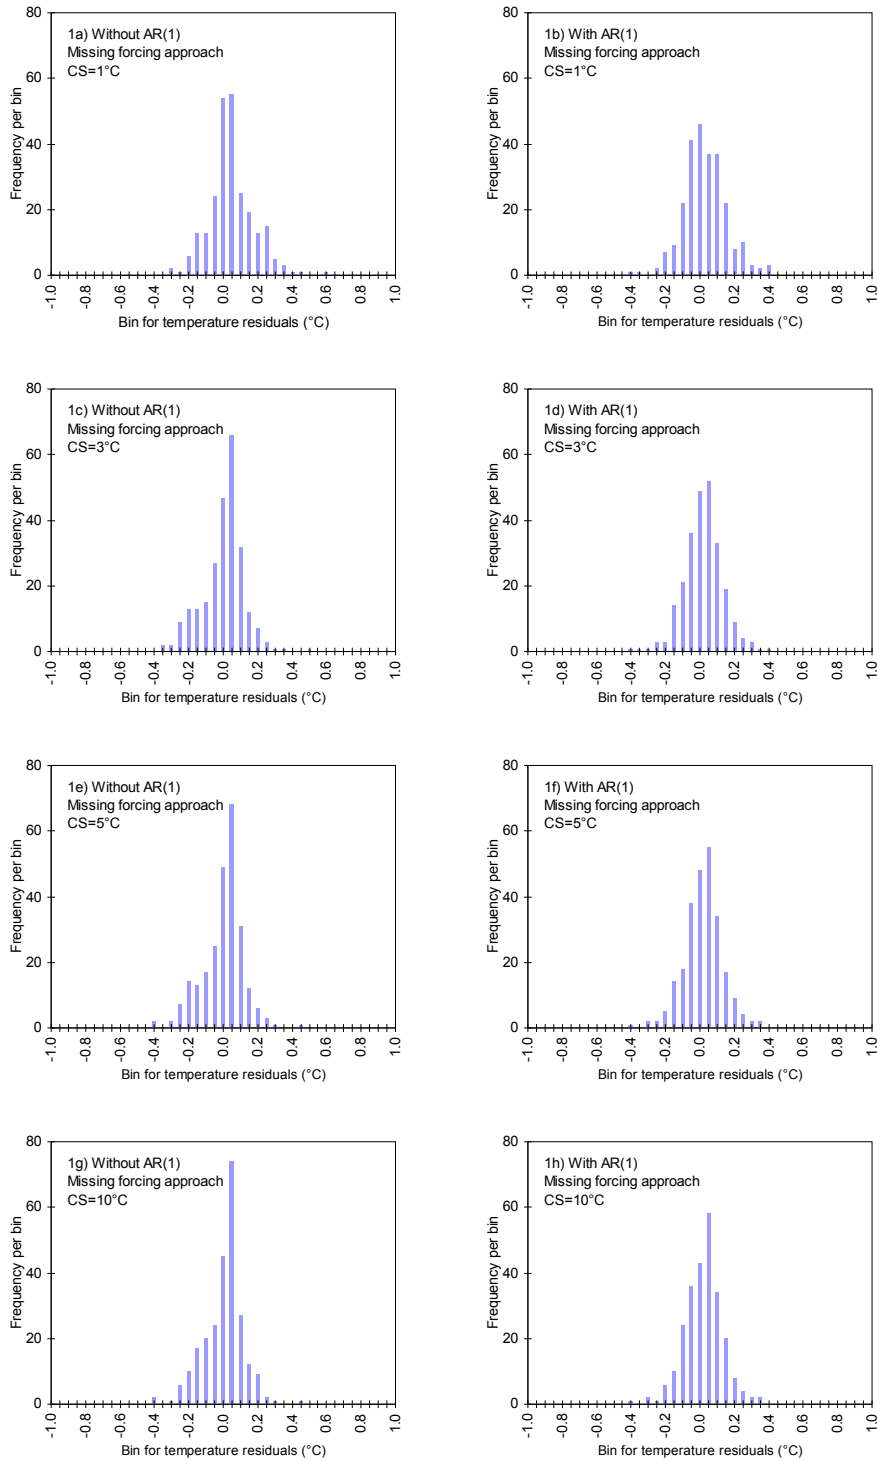 80
60
40
20
0
Frequency per bin
1a) Without AR(1)
Missing forcing approach
CS=1°C
-1.0 -0.8 -0.6 -0.4 -0.2 0.0 0.2 0.4 0.6 0.8 1.0
Bin for temperature residuals (°C)
80
60
40
20
0
Frequency per bin
1b) With AR(1)
Missing forcing approach
CS=1°C
-1.0 -0.8 -0.6 -0.4 -0.2 0.0 0.2 0.4 0.6 0.8 1.0
Bin for temperature residuals (°C)
80
60
40
20
0
Frequency per bin
1c) Without AR(1)
Missing forcing approach
CS=3°C
-1.0 -0.8 -0.6 -0.4 -0.2 0.0 0.2 0.4 0.6 0.8 1.0
Bin for temperature residuals (°C)
80
60
40
20
0
Frequency per bin
1d) With AR(1)
Missing forcing approach
CS=3°C
-1.0 -0.8 -0.6 -0.4 -0.2 0.0 0.2 0.4 0.6 0.8 1.0
Bin for temperature residuals (°C)
80
60
40
20
0
Frequency per bin
1e) Without AR(1)
Missing forcing approach
CS=5°C
-1.0 -0.8 -0.6 -0.4 -0.2 0.0 0.2 0.4 0.6 0.8 1.0
Bin for temperature residuals (°C)
80
60
40
20
0
Frequency per bin
1f) With AR(1)
Missing forcing approach
CS=5°C
-1.0 -0.8 -0.6 -0.4 -0.2 0.0 0.2 0.4 0.6 0.8 1.0
Bin for temperature residuals (°C)
80
60
40
20
0
Frequency per bin
1g) Without AR(1)
Missing forcing approach
CS=10°C
-1.0 -0.8 -0.6 -0.4 -0.2 0.0 0.2 0.4 0.6 0.8 1.0
Bin for temperature residuals (°C)
80
60
40
20
0
Frequency per bin
1h) With AR(1)
Missing forcing approach
CS=10°C
-1.0 -0.8 -0.6 -0.4 -0.2 0.0 0.2 0.4 0.6 0.8 1.0
Bin for temperature residuals (°C)